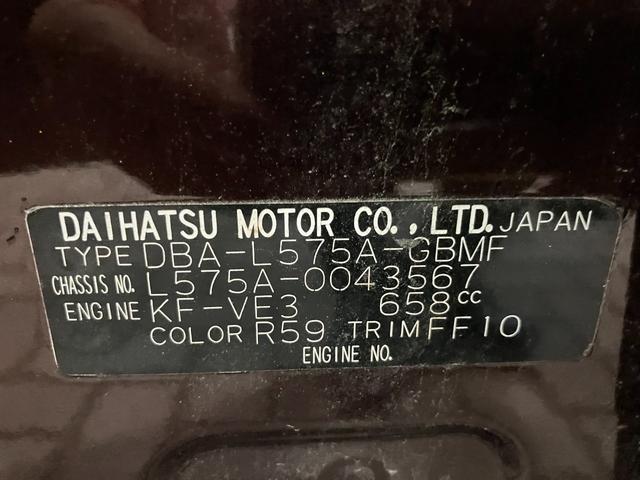 DAIHATSU MOTOR CO., LTD. JAPAN
TYPE DBA-L575A-GBMF
CHASSIS NO. L575A-0043567
ENGINE KF-VE3 658cc
COLOR R59 TRIM FF10
ENGINE NO.